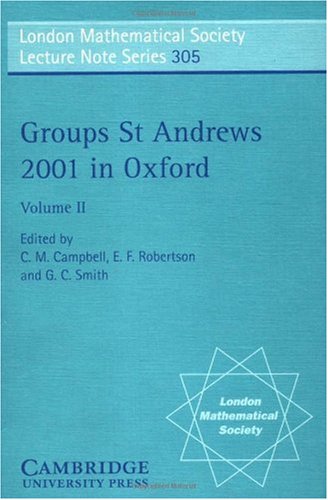 London Mathematical Society
Lecture Note Series 305
Groups St Andrews
2001 in Oxford
Volume II
Edited by
C. M. Campbell, E. F. Robertson
and G. C. Smith
London
Mathematical
Society
CAMBRIDGE
UNIVERSITY PRESS